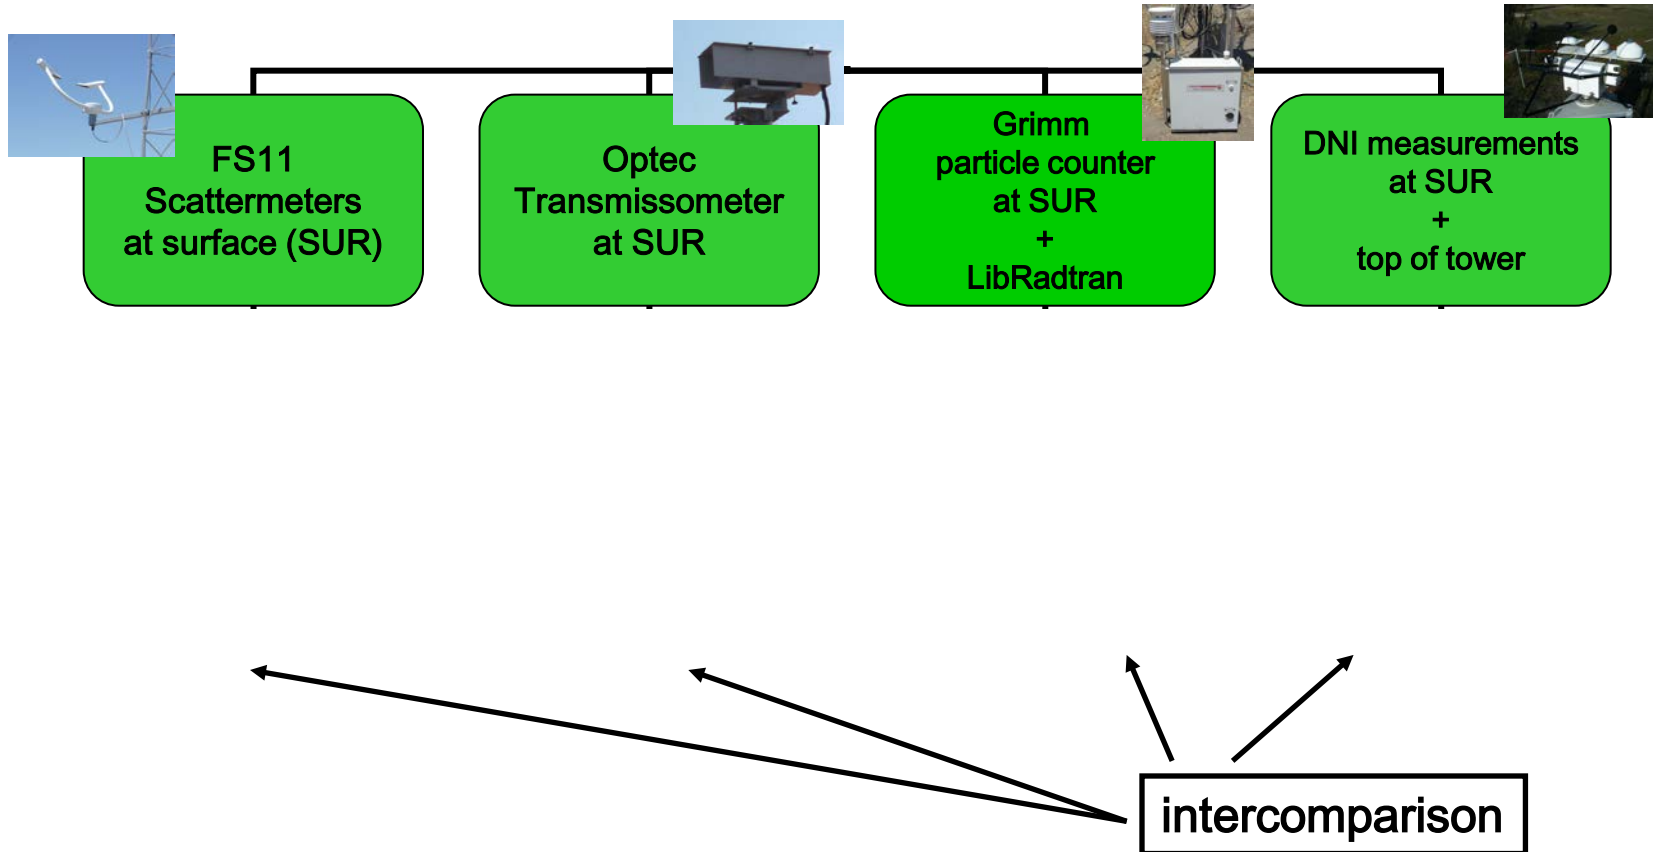 FS11
Scattermeters
at surface (SUR)
Optec
Transmissometer
at SUR
Grimm
particle counter
at SUR
+
LibRadtran
DNI measurements
at SUR
+
top of tower
intercomparison